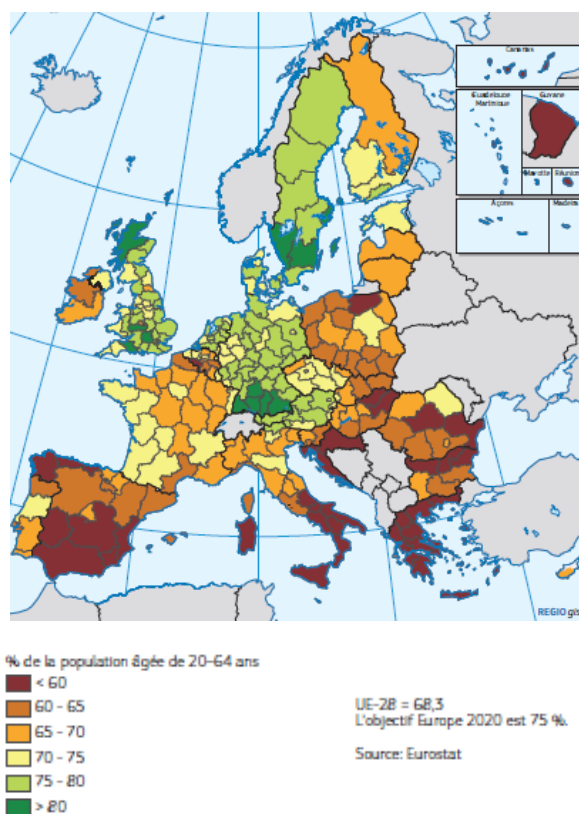 Canarias
Guadeloupe
Martinique
Guyane
Mayotte
Réunion
Açores
Madeira
REGIO gis
% de la population âgée de 20-64 ans
< 60
60 - 65
65 - 70
70 - 75
75 - 80
> 80
UE-28 = 68,3
L'objectif Europe 2020 est 75 %.
Source: Eurostat